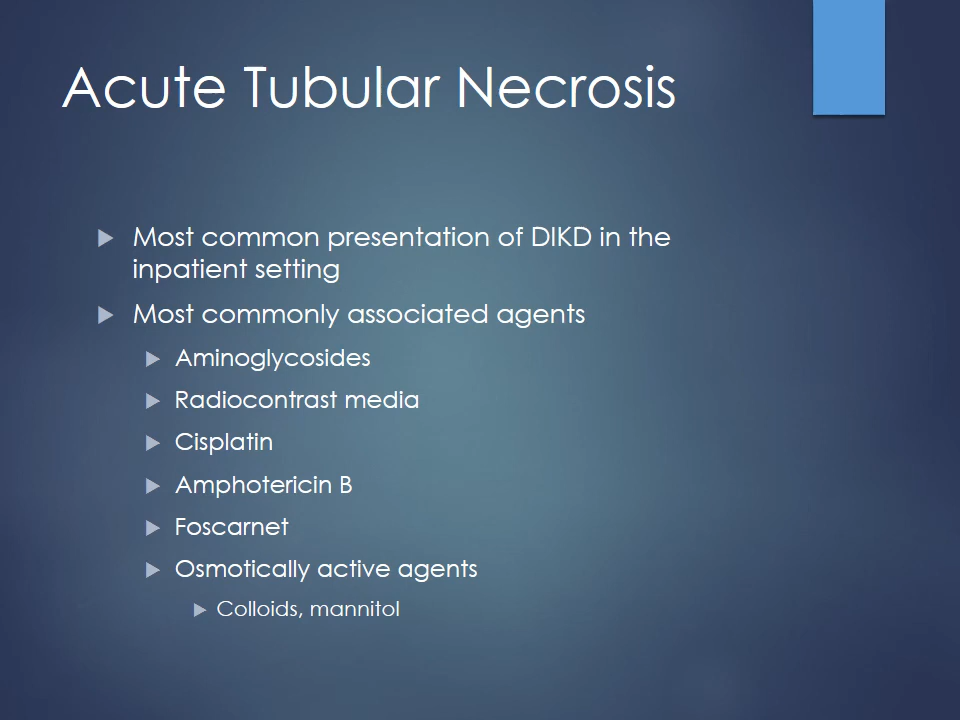 Acute Tubular Necrosis
Most common presentation of DIKD in the
inpatient setting
Most commonly associated agents
Aminoglycosides
Radiocontrast media
Cisplatin
Amphotericin B
Foscarnet
Osmotically active agents
Colloids, mannitol